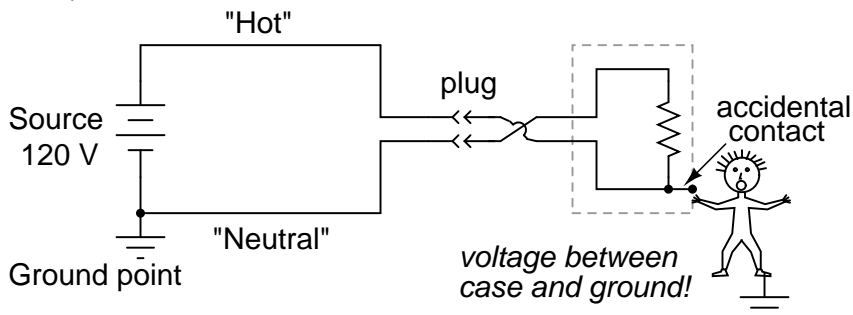 "Hot"
plug
Source
120 V
accidental
contact
"Neutral"
Ground point
voltage between
case and ground!